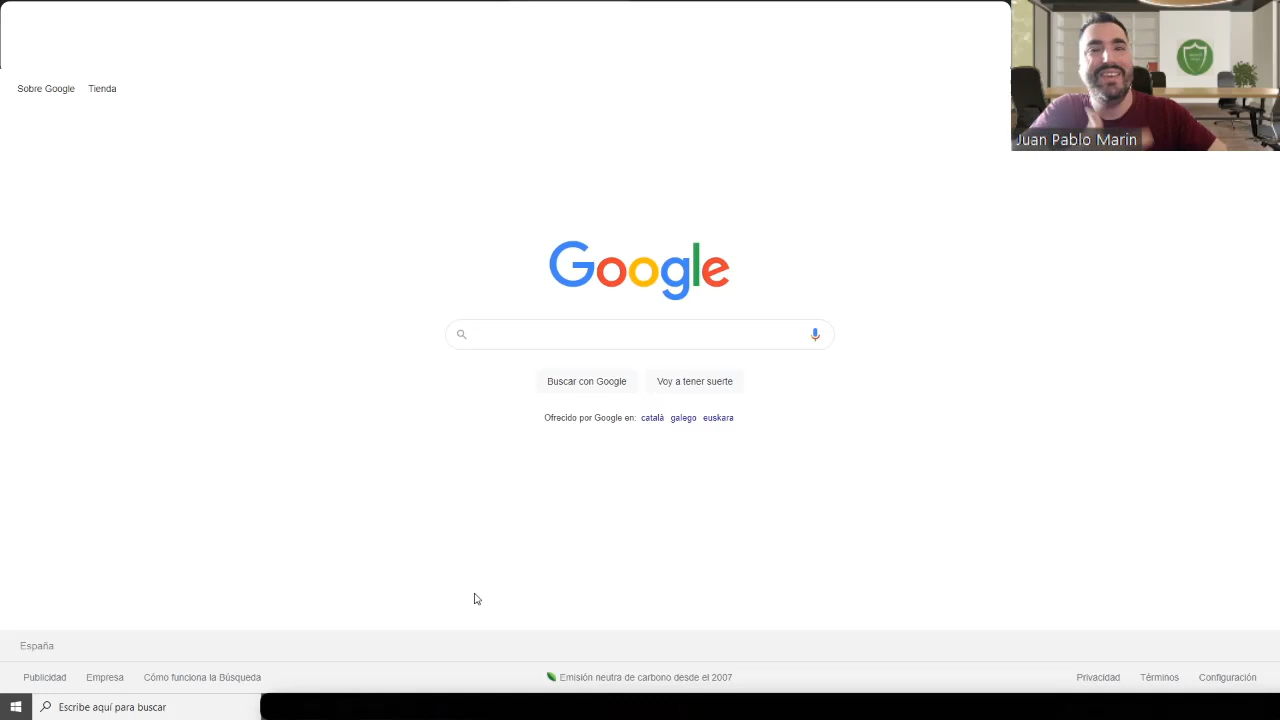 Sobre Google Tienda
Juan Pablo Marin
Google
Buscar con Google Voy a tener suerte
Ofrecido por Google en: català galego euskara
España
Publicidad Empresa Cómo funciona la Búsqueda Emisión neutra de carbono desde el 2007 Privacidad Términos Configuración
Escribe aquí para buscar